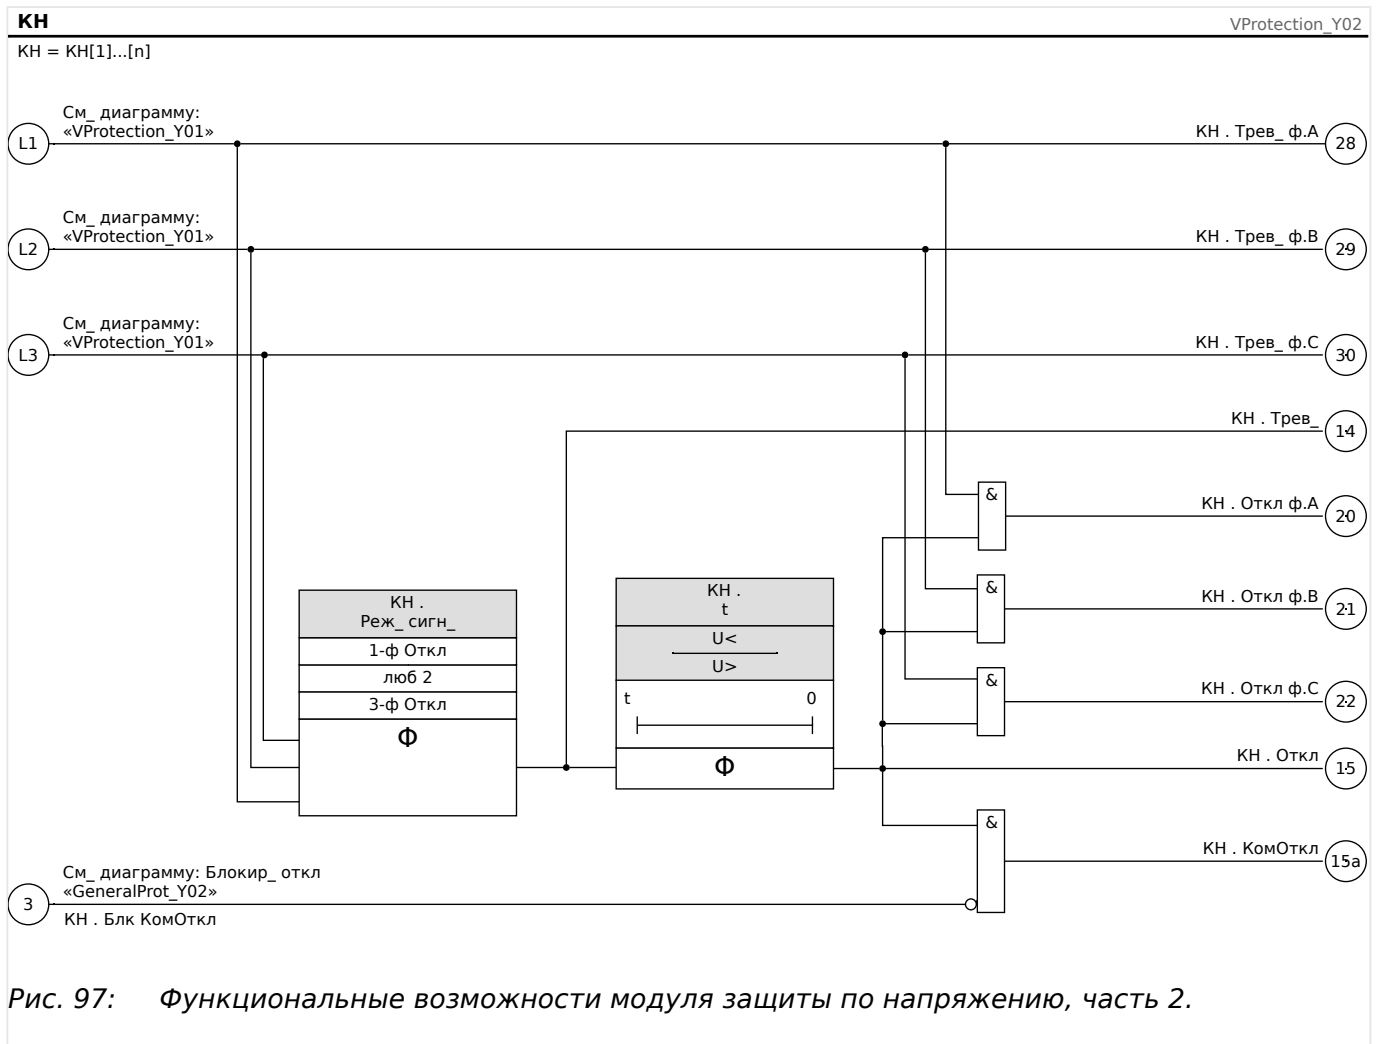 КН
VProtection_Y02
КН = КН[1]...[n]
См_ диаграмму:
«VProtection_Y01»
L1
КН . Трев_ ф.A
28
См_ диаграмму:
«VProtection_Y01»
L2
КН . Трев_ ф.B
29
См_ диаграмму:
«VProtection_Y01»
L3
КН . Трев_ ф.C
30
КН . Трев_
14
&
КН . Откл ф.A
20
&
КН . Откл ф.B
21
КН .
Реж_ сигн_
1-ф Откл
люб 2
3-ф Откл
Φ
КН .
t
U<
U>
t
0
Φ
&
КН . Откл ф.C
22
КН . Откл
15
&
КН . КомОткл
15a
См_ диаграмму: Блокир_ откл
«GeneralProt_Y02»
3
КН . Блк КомОткл
Рис. 97: Функциональные возможности модуля защиты по напряжению, часть 2.